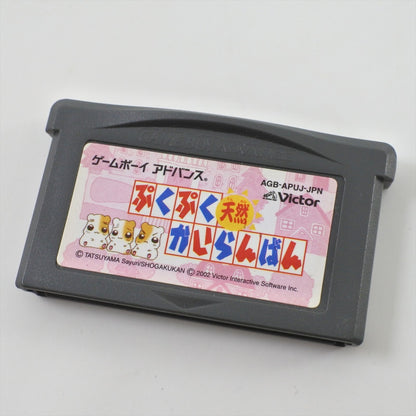 ゲームボーイ アドバンス®
AGB-APUJ-JPN
Victor
ぷくぷく天然
かいらんばん
© TATSUYAMA Sayuri/SHOGAKUKAN © 2002 Victor Interactive Software Inc.